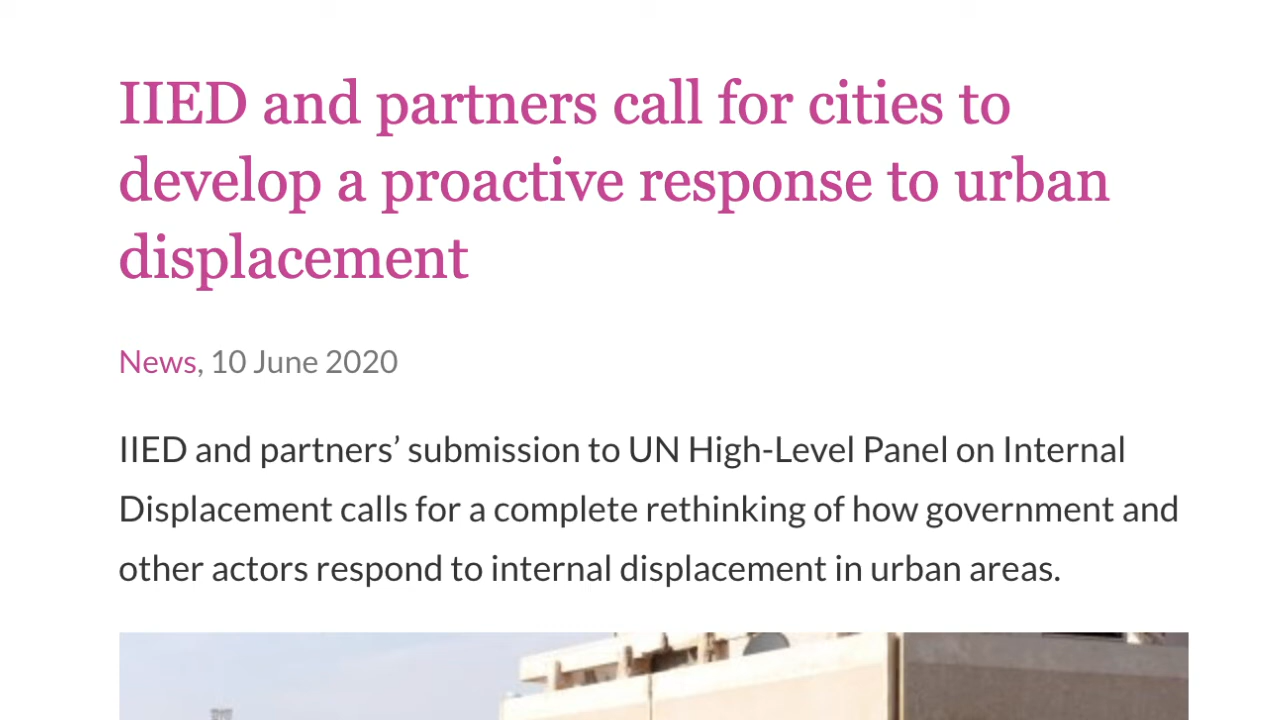 IIED and partners call for cities to
develop a proactive response to urban
displacement
News, 10 June 2020
IIED and partners’ submission to UN High-Level Panel on Internal
Displacement calls for a complete rethinking of how government and
other actors respond to internal displacement in urban areas.